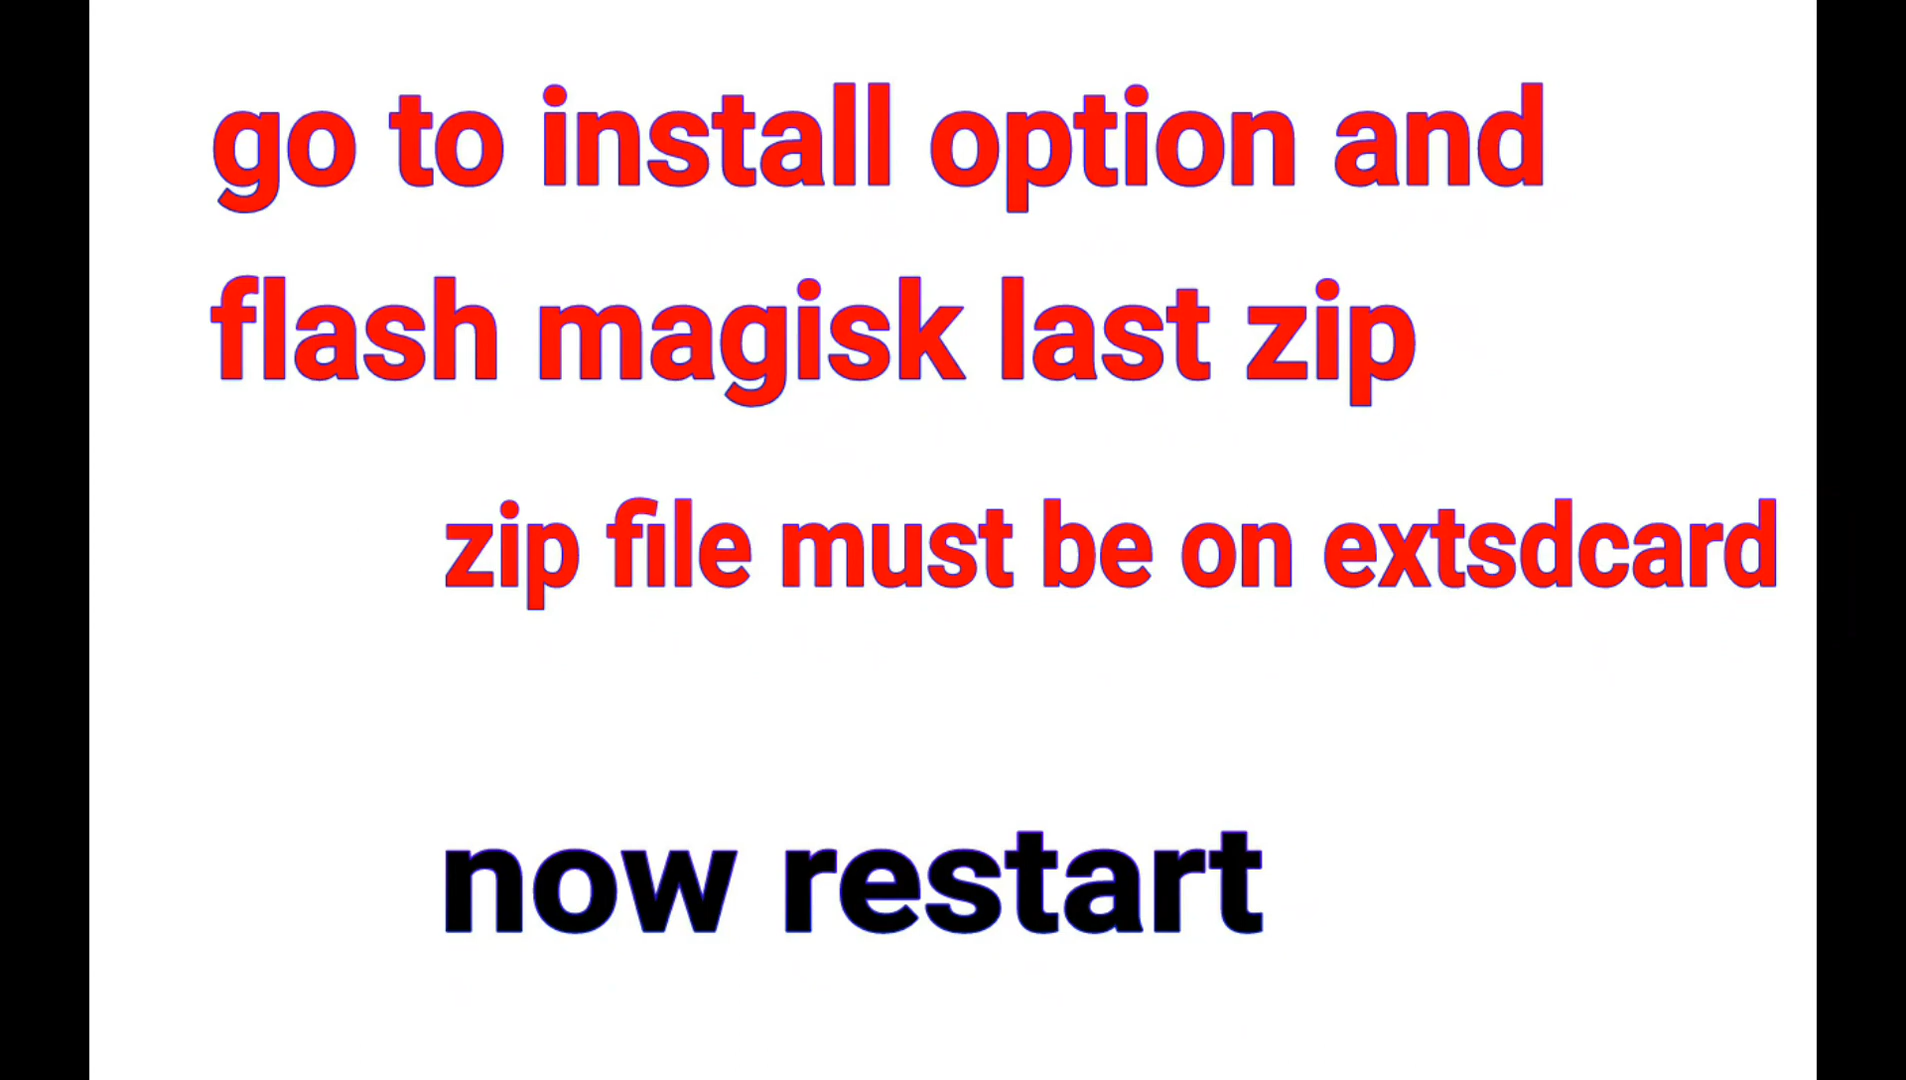 go to install option and
flash magisk last zip
zip file must be on extsdcard
now restart